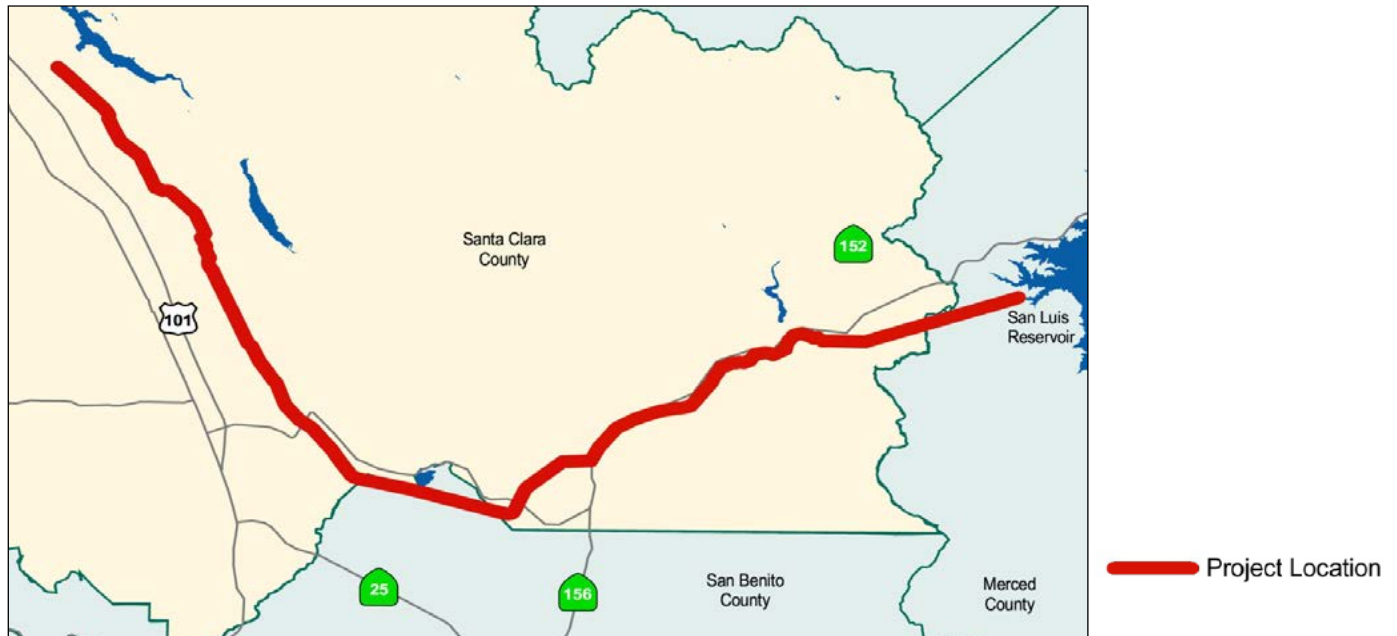 Santa Clara
County
152
101
San Luis
Reservoir
25
156
San Benito
County
Merced
County
Project Location